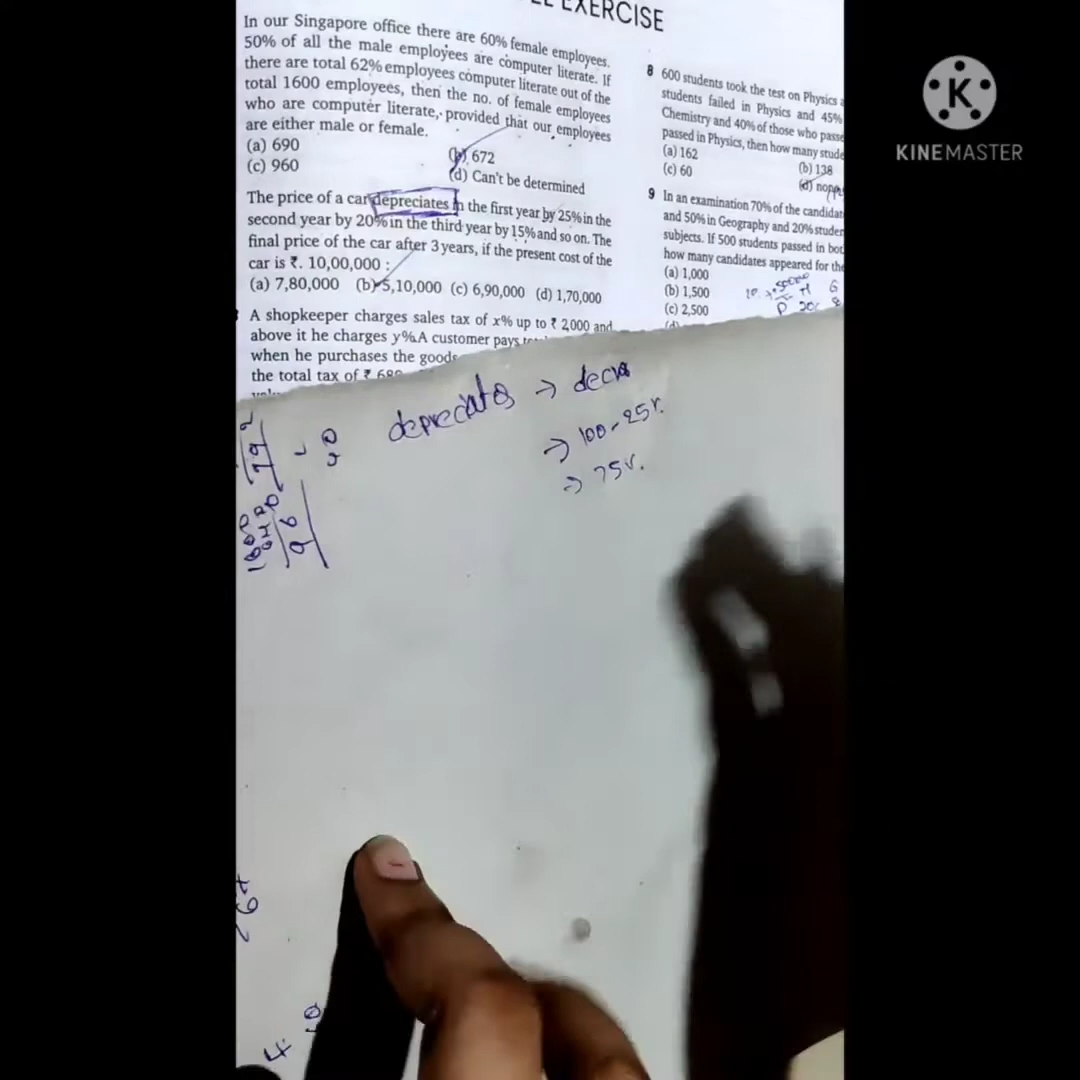 EXERCISE
In our Singapore office there are 60% female employees.
50% of all the male employees are computer literate. If
there are total 62% employees computer literate out of the
total 1600 employees, then the no. of female employees
who are computer literate, provided that our employees
are either male or female.
(a) 690
(b) 672
(c) 960
(d) Can't be determined
The price of a car depreciates in the first year by 25% in the
second year by 20% in the third year by 15% and so on. The
final price of the car after 3 years, if the present cost of the
car is ₹. 10,00,000 :
(a) 7,80,000 (b) 5,10,000 (c) 6,90,000 (d) 1,70,000
A shopkeeper charges sales tax of x% up to ₹ 2,000 and
above it he charges y%. A customer pays
when he purchases the goods
the total tax of ₹ 680
8 600 students took the test on Physics
students failed in Physics and 45%
Chemistry and 40% of those who passe
passed in Physics, then how many stude
(a) 162
(b) 138
(c) 60
(d) none
9 In an examination 70% of the candidat
and 50% in Geography and 20% studen
subjects. If 500 students passed in bot
how many candidates appeared for the
(a) 1,000
(b) 1,500
(c) 2,500
(d)
depreciates → decre
→ 100-25%.
→ 75%.
KINEMASTER